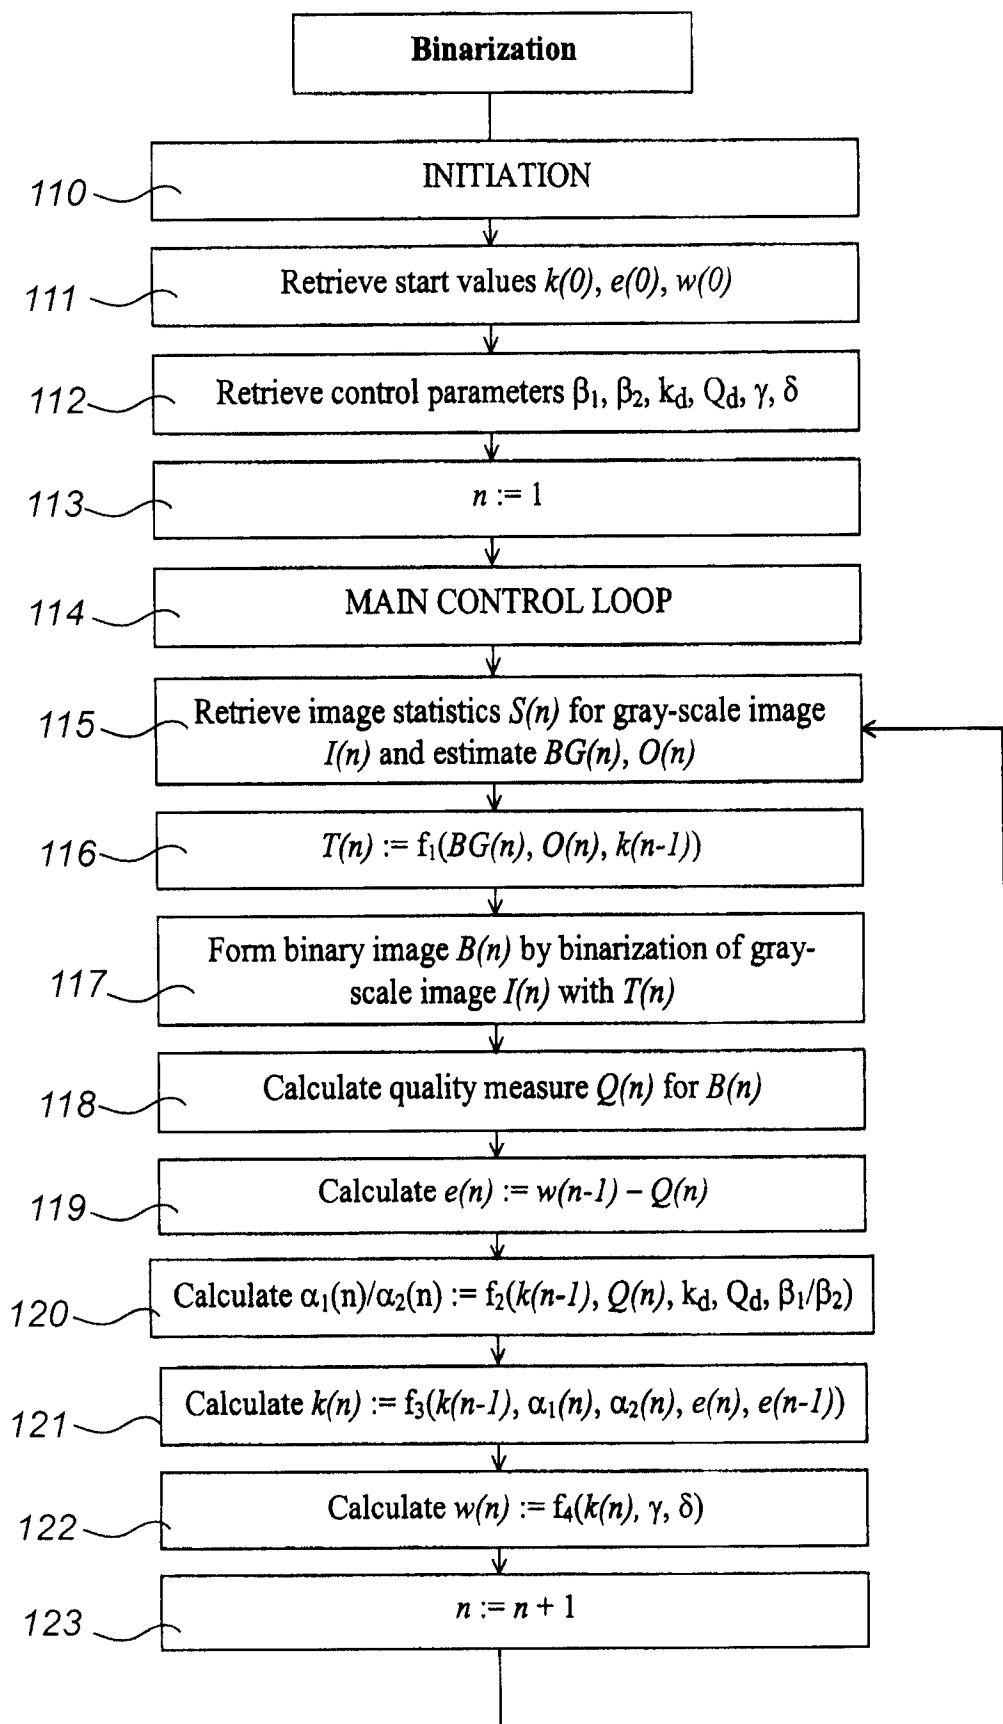 Binarization
110
INITIATION
111
Retrieve start values k(0), e(0), w(0)
112
Retrieve control parameters β₁, β₂, k_d, Q_d, γ, δ
113
n := 1
114
MAIN CONTROL LOOP
115
Retrieve image statistics S(n) for gray-scale image
I(n) and estimate BG(n), O(n)
116
T(n) := f₁(BG(n), O(n), k(n-1))
117
Form binary image B(n) by binarization of gray-
scale image I(n) with T(n)
118
Calculate quality measure Q(n) for B(n)
119
Calculate e(n) := w(n-1) – Q(n)
120
Calculate α₁(n)/α₂(n) := f₂(k(n-1), Q(n), k_d, Q_d, β₁/β₂)
121
Calculate k(n) := f₃(k(n-1), α₁(n), α₂(n), e(n), e(n-1))
122
Calculate w(n) := f₄(k(n), γ, δ)
123
n := n + 1